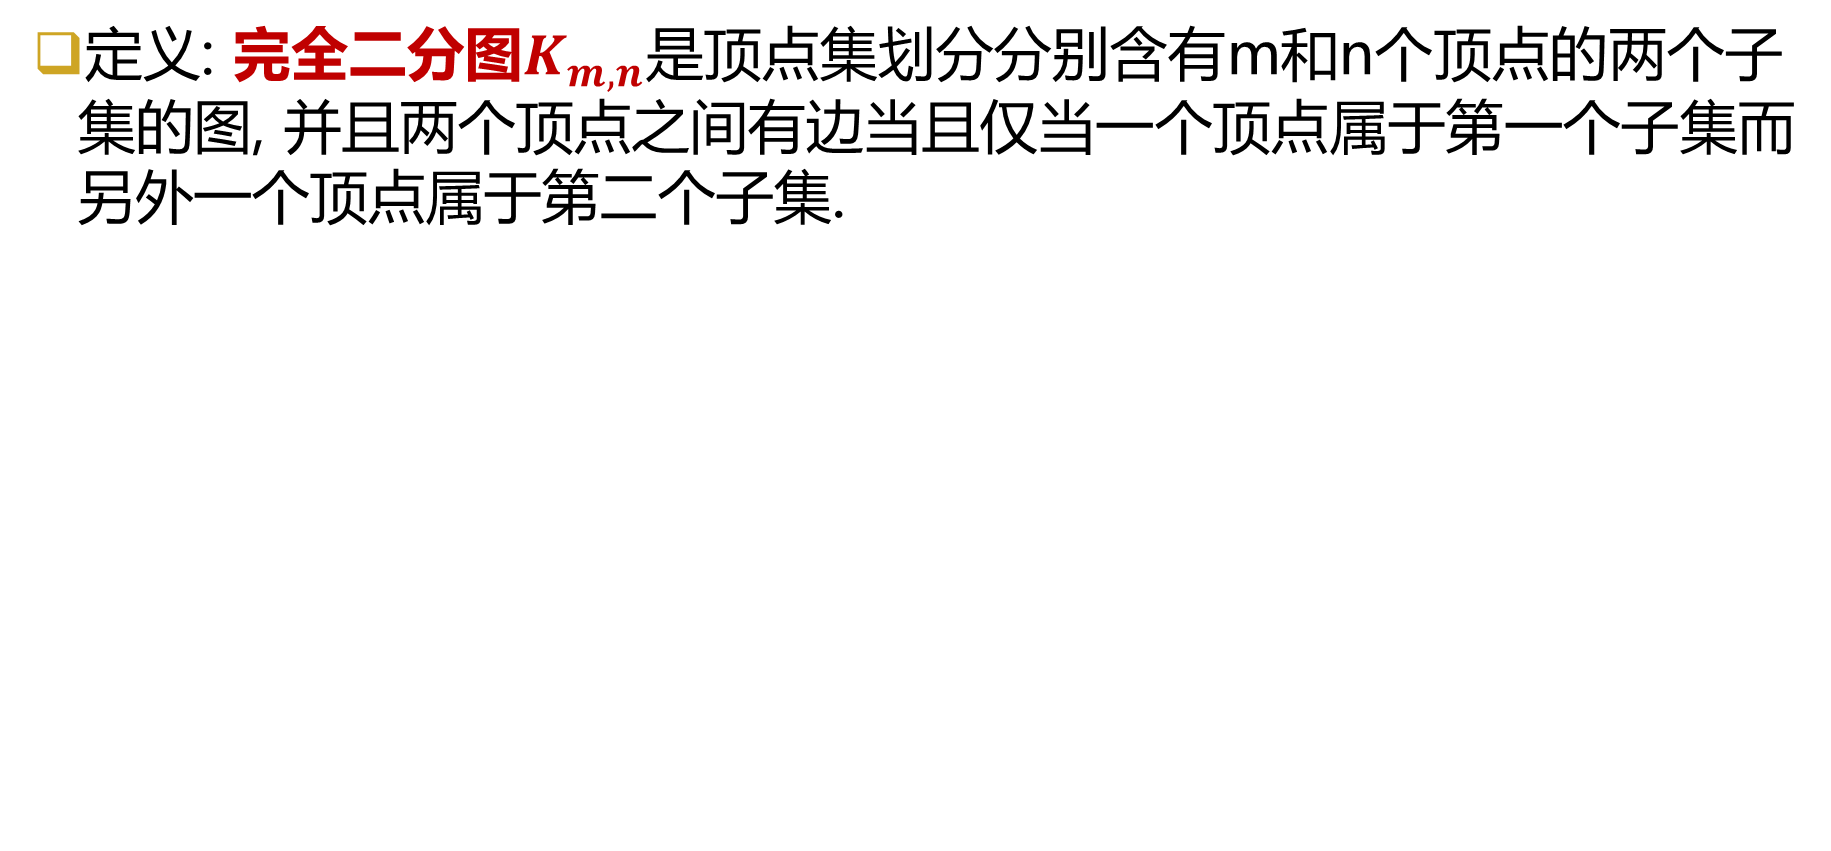 ❑定义: 完全二分图K_{m,n}是顶点集划分分别含有m和n个顶点的两个子
集的图, 并且两个顶点之间有边当且仅当一个顶点属于第一个子集而
另外一个顶点属于第二个子集.